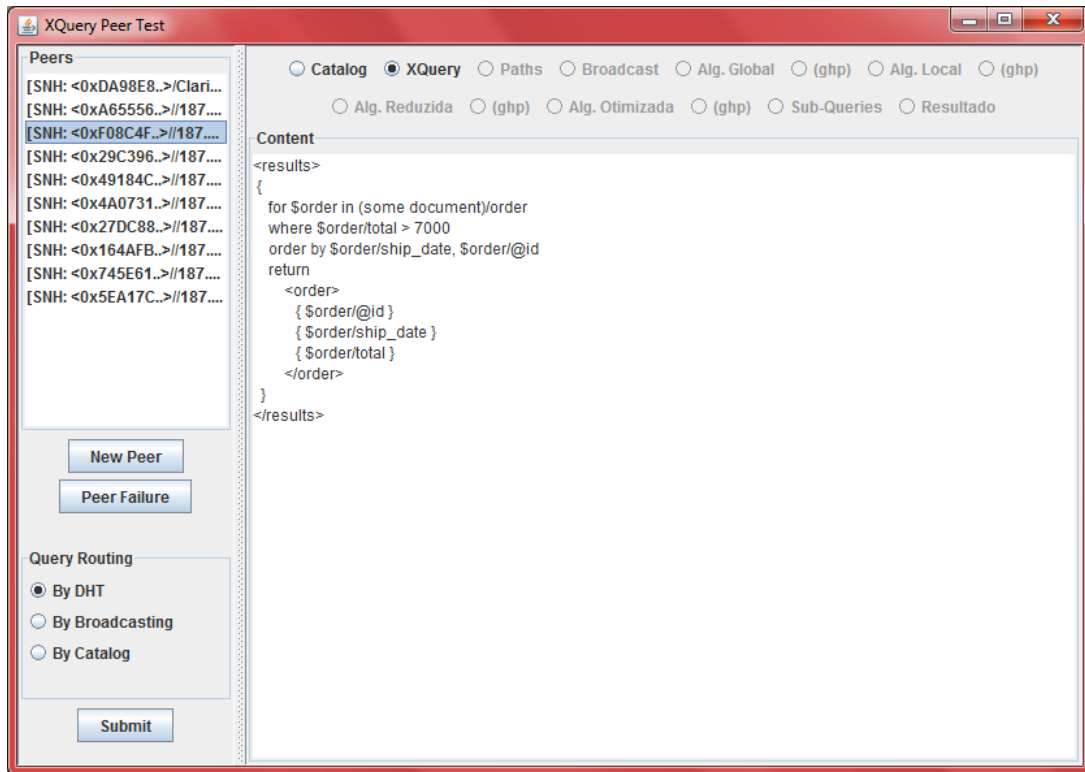 XQuery Peer Test
Peers
[SNH: <0xDA98E8..>/Clari...
[SNH: <0xA65556..>//187....
[SNH: <0xF08C4F..>//187....
[SNH: <0x29C396..>//187....
[SNH: <0x49184C..>//187....
[SNH: <0x4A0731..>//187....
[SNH: <0x27DC88..>//187....
[SNH: <0x164AFB..>//187....
[SNH: <0x745E61..>//187....
[SNH: <0x5EA17C..>//187....
New Peer
Peer Failure
Query Routing
By DHT
By Broadcasting
By Catalog
Submit
Catalog XQuery Paths Broadcast Alg. Global (ghp) Alg. Local (ghp)
Alg. Reduzida (ghp) Alg. Otimizada (ghp) Sub-Queries Resultado
Content
<results>
{
for $order in (some document)/order
where $order/total > 7000
order by $order/ship_date, $order/@id
return
<order>
{ $order/@id }
{ $order/ship_date }
{ $order/total }
</order>
}
</results>